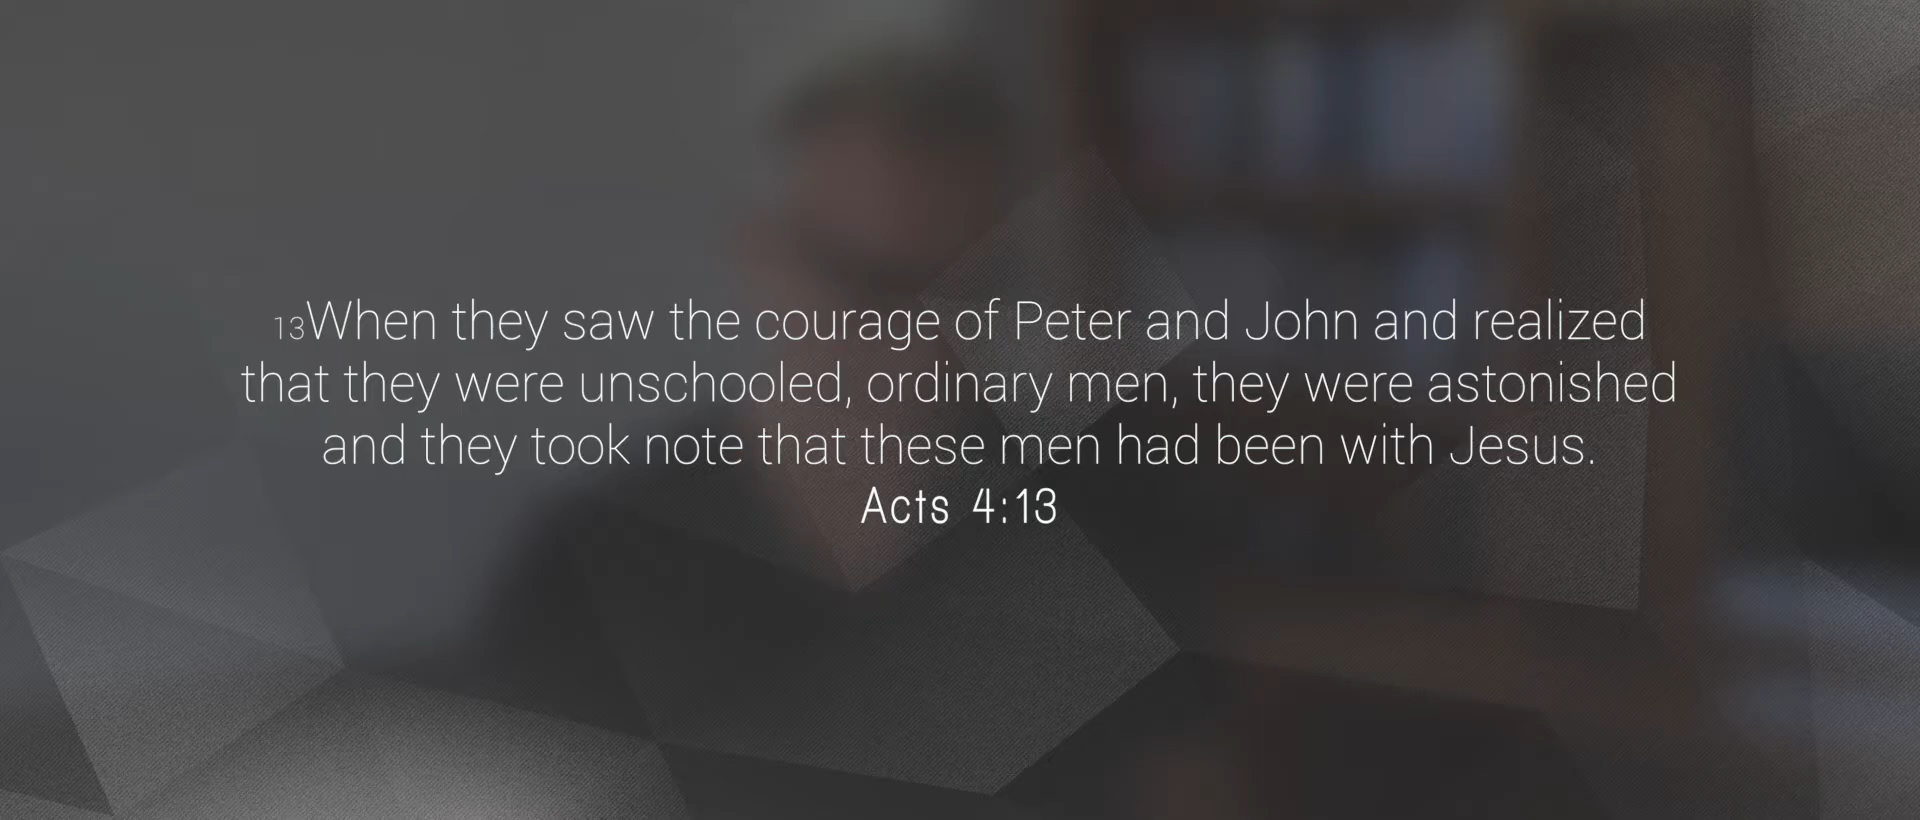 13When they saw the courage of Peter and John and realized
that they were unschooled, ordinary men, they were astonished
and they took note that these men had been with Jesus.
Acts 4:13